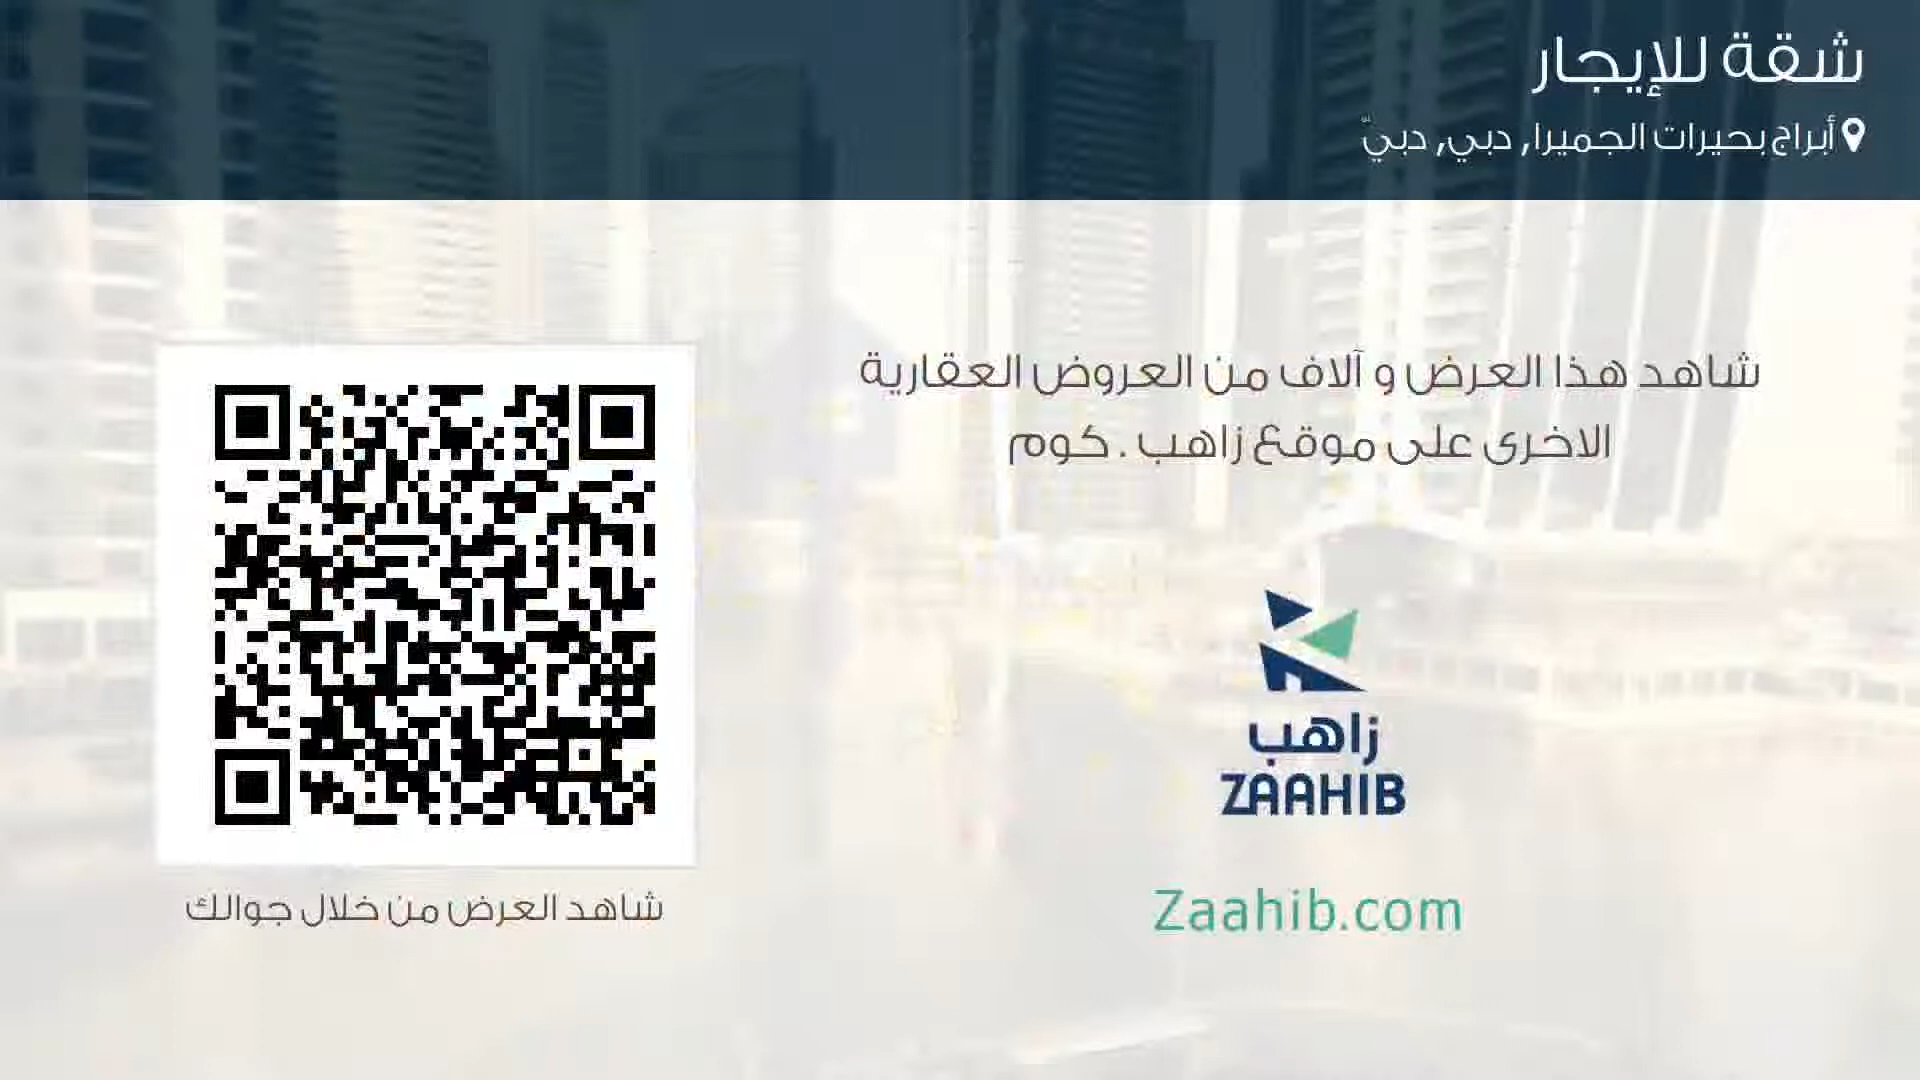 شقة للإيجار
أبراج بحيرات الجميرا, دبي, دبيّ
شاهد هذا العرض و آلاف من العروض العقارية
الاخرى على موقع زاهب . كوم
زاهب
ZAAHIB
Zaahib.com
شاهد العرض من خلال جوالك